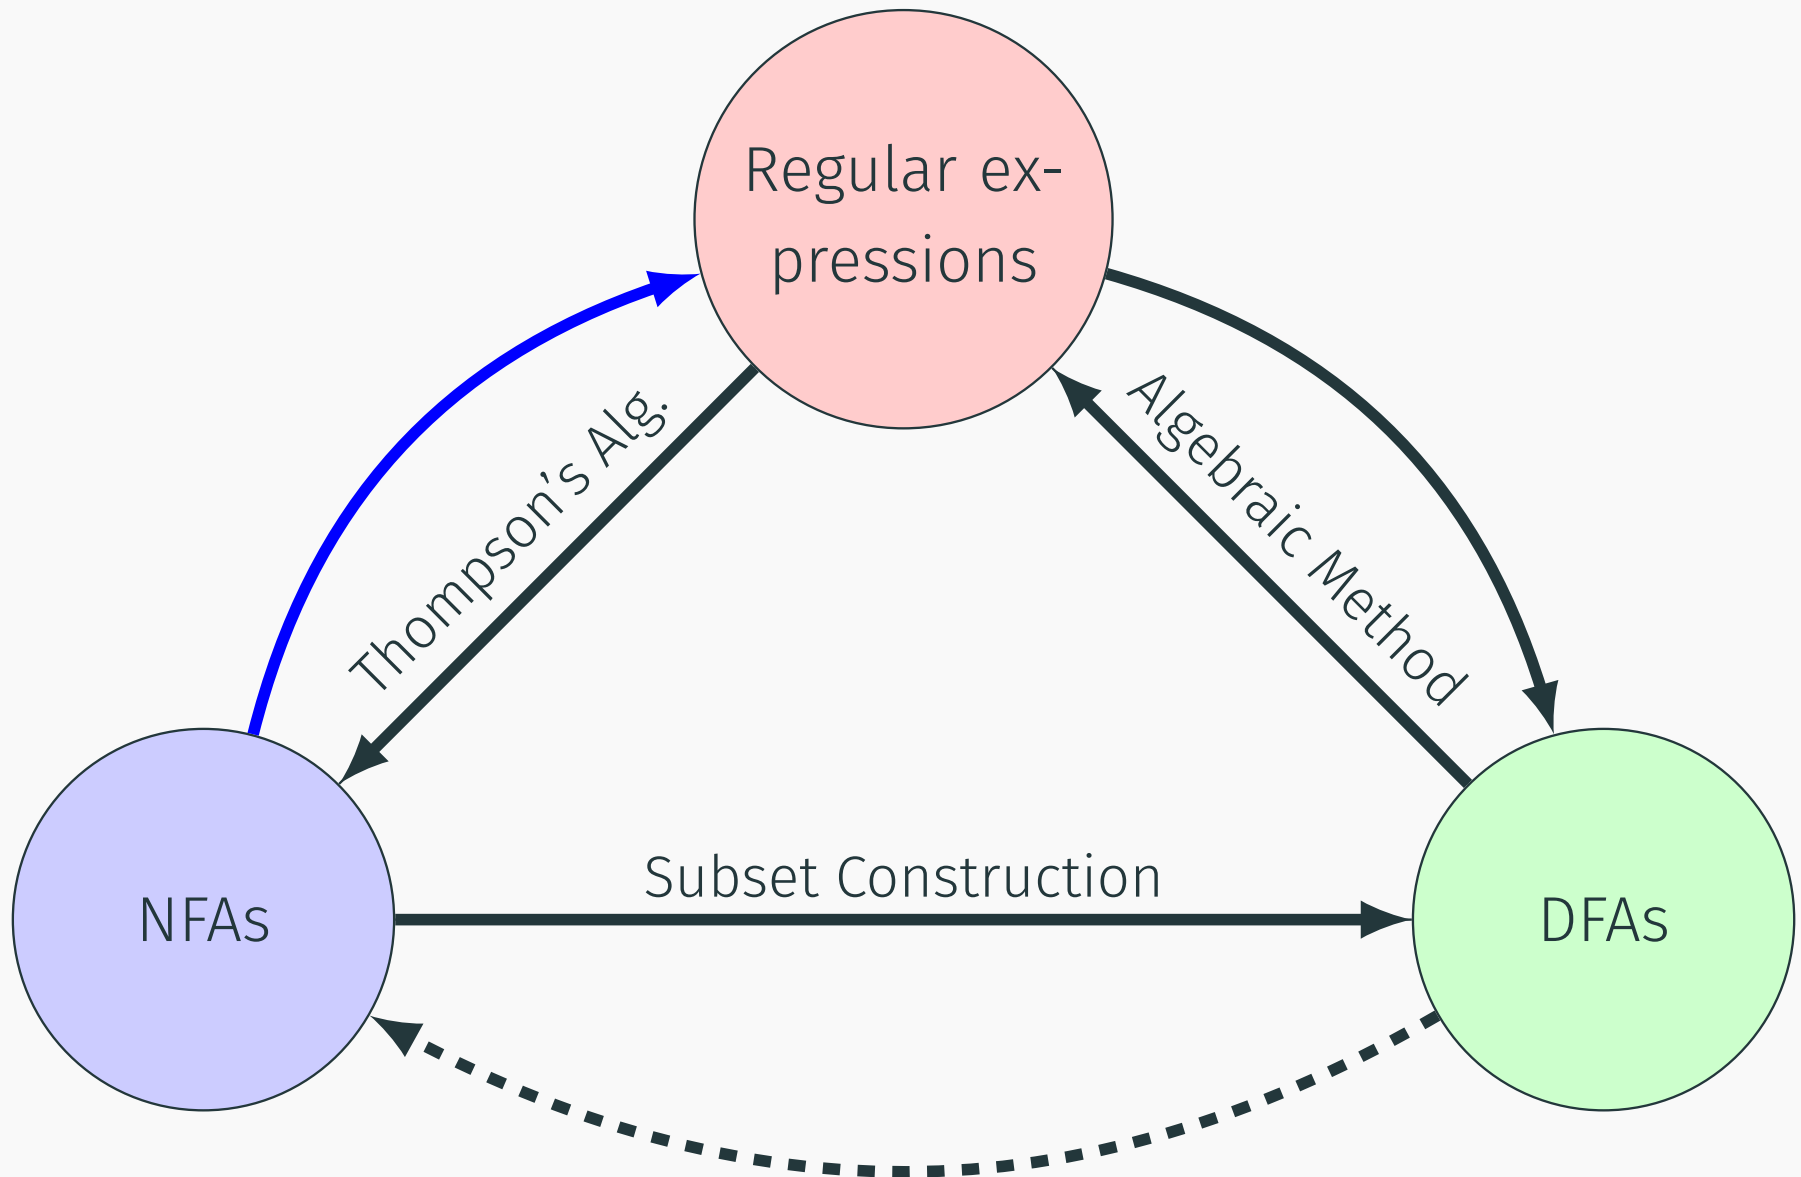 Regular ex-
pressions
Thompson's Alg.
Algebraic Method
Subset Construction
NFAs
DFAs